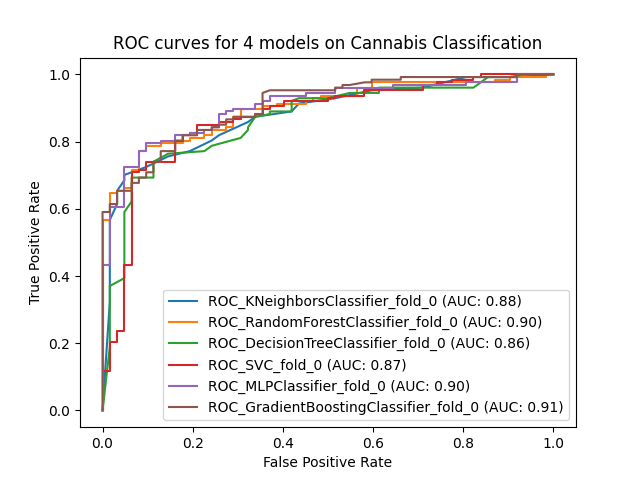 ROC curves for 4 models on Cannabis Classification
True Positive Rate
1.0
0.8
0.6
0.4
0.2
0.0
ROC_KNeighborsClassifier_fold_0 (AUC: 0.88)
ROC_RandomForestClassifier_fold_0 (AUC: 0.90)
ROC_DecisionTreeClassifier_fold_0 (AUC: 0.86)
ROC_SVC_fold_0 (AUC: 0.87)
ROC_MLPClassifier_fold_0 (AUC: 0.90)
ROC_GradientBoostingClassifier_fold_0 (AUC: 0.91)
0.0 0.2 0.4 0.6 0.8 1.0
False Positive Rate